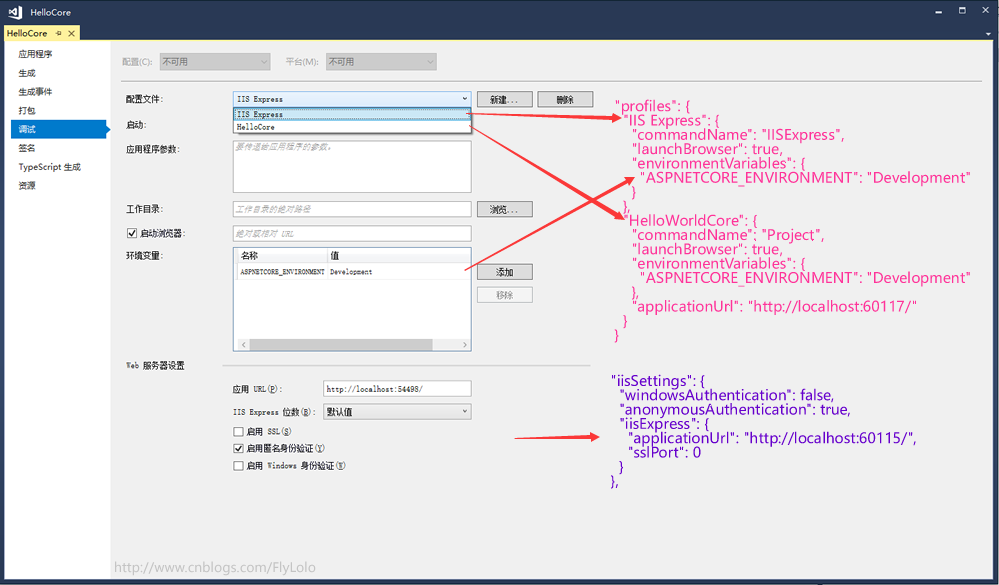 HelloCore
HelloCore
应用程序
生成
生成事件
打包
调试
签名
TypeScript 生成
资源
配置(C): 不可用 平台(M): 不可用
配置文件: IIS Express 新建... 删除
IIS Express
HelloCore
启动:
应用程序参数: 要传递给应用程序的参数。
工作目录: 工作目录的绝对路径 浏览...
启动浏览器: 绝对或相对 URL
环境变量: 名称 值
ASPNETCORE_ENVIRONMENT Development
添加
移除
Web 服务器设置
应用 URL(P): http://localhost:54498/
IIS Express 位数(B): 默认值
启用 SSL(S)
启用匿名身份验证(Y)
启用 Windows 身份验证(W)
"profiles": {
"IIS Express": {
"commandName": "IISExpress",
"launchBrowser": true,
"environmentVariables": {
"ASPNETCORE_ENVIRONMENT": "Development"
}
},
"HelloWorldCore": {
"commandName": "Project",
"launchBrowser": true,
"environmentVariables": {
"ASPNETCORE_ENVIRONMENT": "Development"
},
"applicationUrl": "http://localhost:60117/"
}
}
"iisSettings": {
"windowsAuthentication": false,
"anonymousAuthentication": true,
"iisExpress": {
"applicationUrl": "http://localhost:60115/",
"sslPort": 0
}
},
http://www.cnblogs.com/FlyLolo